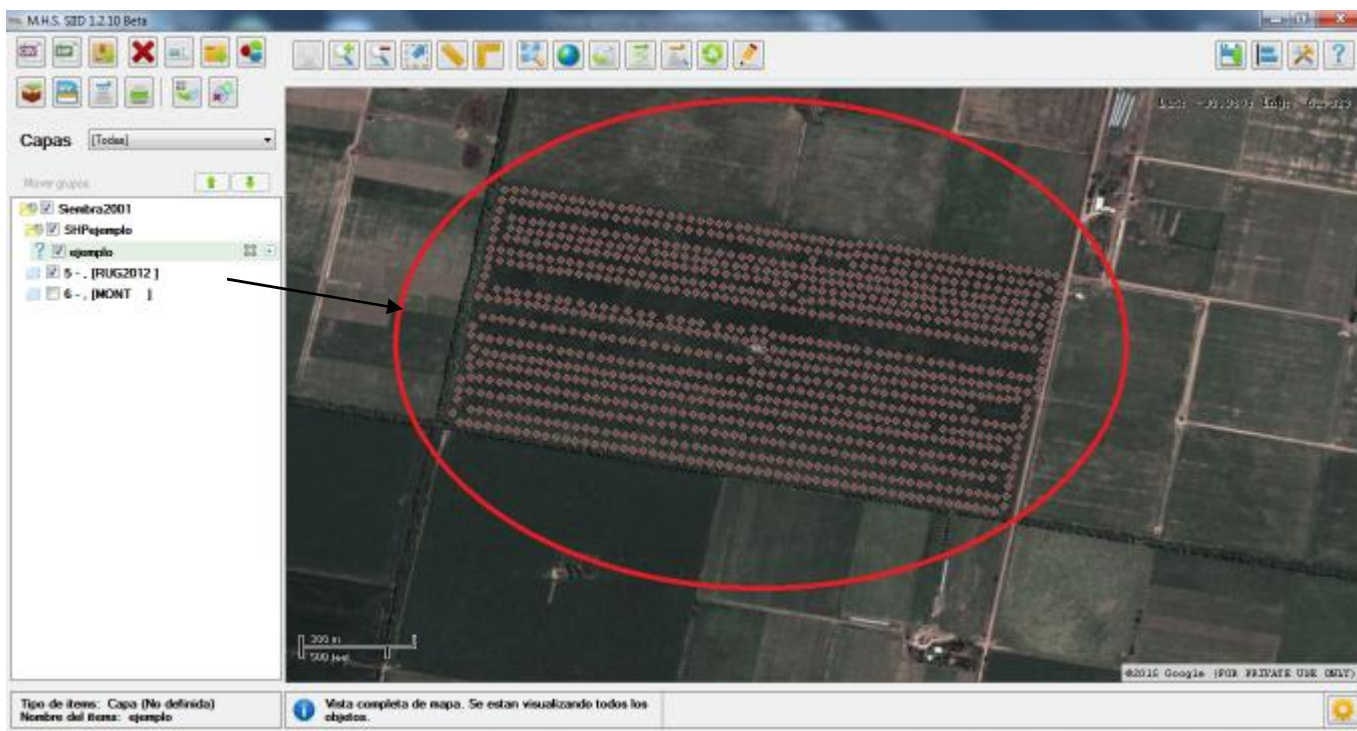 M.H.S. SIID 1.2.10 Beta
Capas [Todas]
Mover grupos
Siembra2001
SHPejemplo
ejemplo
5 - , [RUG2012 ]
6 - , [MONT ]
300 m
500 feet
©2015 Google (FOR PRIVATE USE ONLY)
Tipo de items: Capa (No definida)
Nombre del items: ejemplo
Vista completa de mapa. Se estan visualizando todos los
objetos.